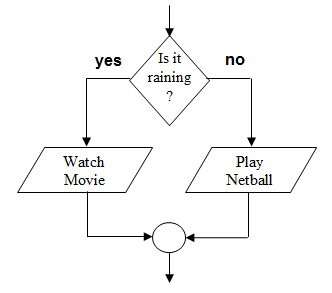 yes
Is it
raining
?
no
Watch
Movie
Play
Netball